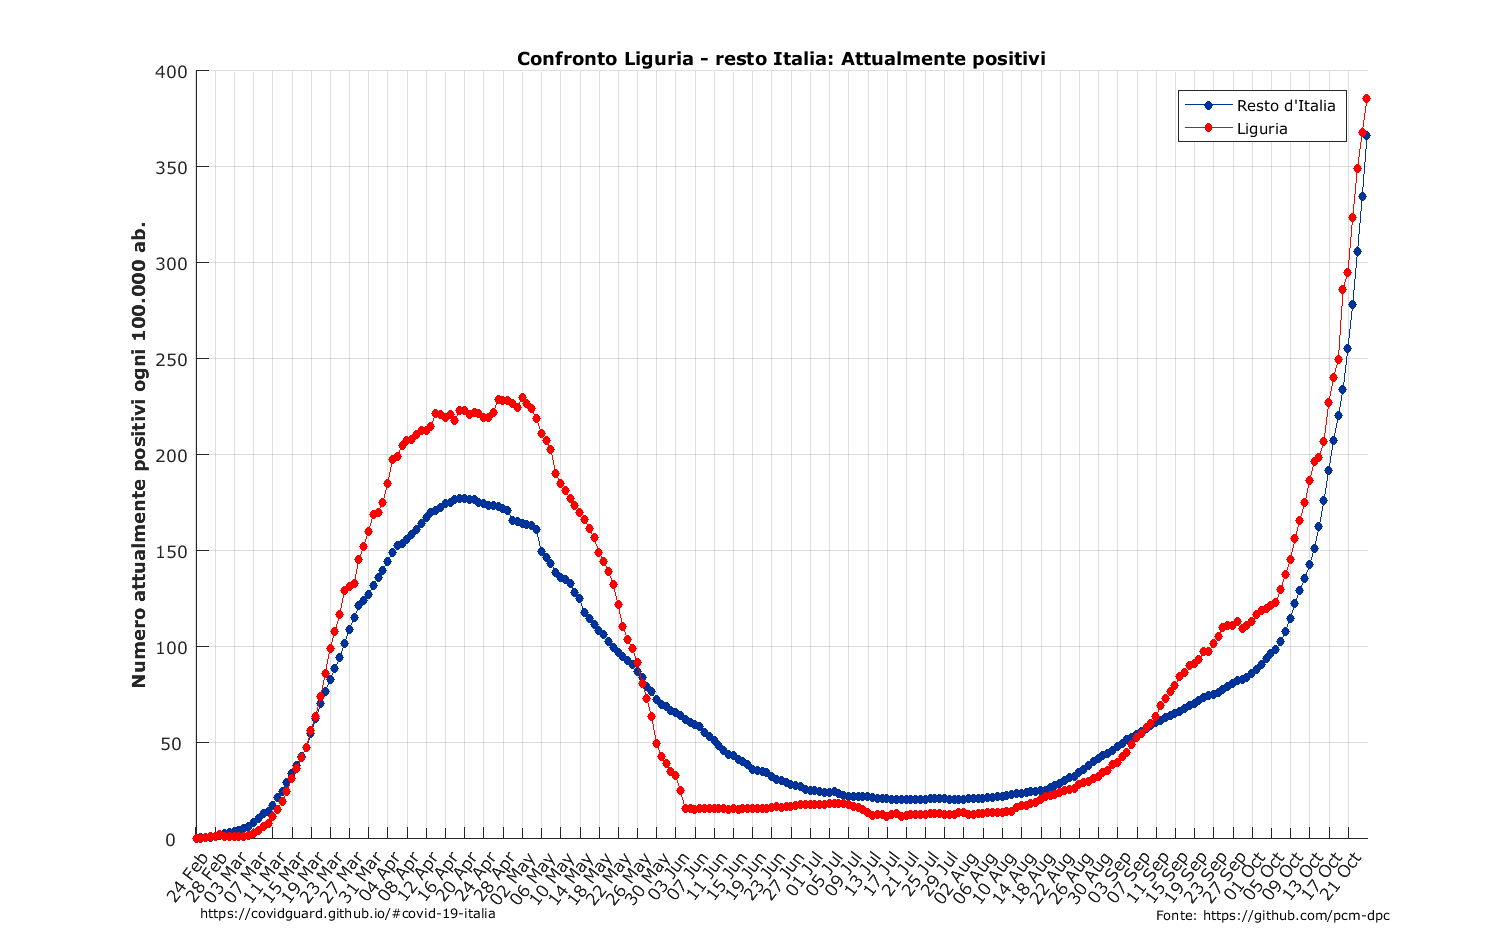 Confronto Liguria - resto Italia: Attualmente positivi
Numero attualmente positivi ogni 100.000 ab.
400
350
300
250
200
150
100
50
0
Resto d'Italia
Liguria
24 Feb
28 Feb
03 Mar
07 Mar
11 Mar
15 Mar
19 Mar
23 Mar
27 Mar
31 Mar
04 Apr
08 Apr
12 Apr
16 Apr
20 Apr
24 Apr
28 Apr
02 May
06 May
10 May
14 May
18 May
22 May
26 May
30 May
03 Jun
07 Jun
11 Jun
15 Jun
19 Jun
23 Jun
27 Jun
01 Jul
05 Jul
09 Jul
13 Jul
17 Jul
21 Jul
25 Jul
29 Jul
02 Aug
06 Aug
10 Aug
14 Aug
18 Aug
22 Aug
26 Aug
30 Aug
03 Sep
07 Sep
11 Sep
15 Sep
19 Sep
23 Sep
27 Sep
01 Oct
05 Oct
09 Oct
13 Oct
17 Oct
21 Oct
https://covidguard.github.io/#covid-19-italia
Fonte: https://github.com/pcm-dpc